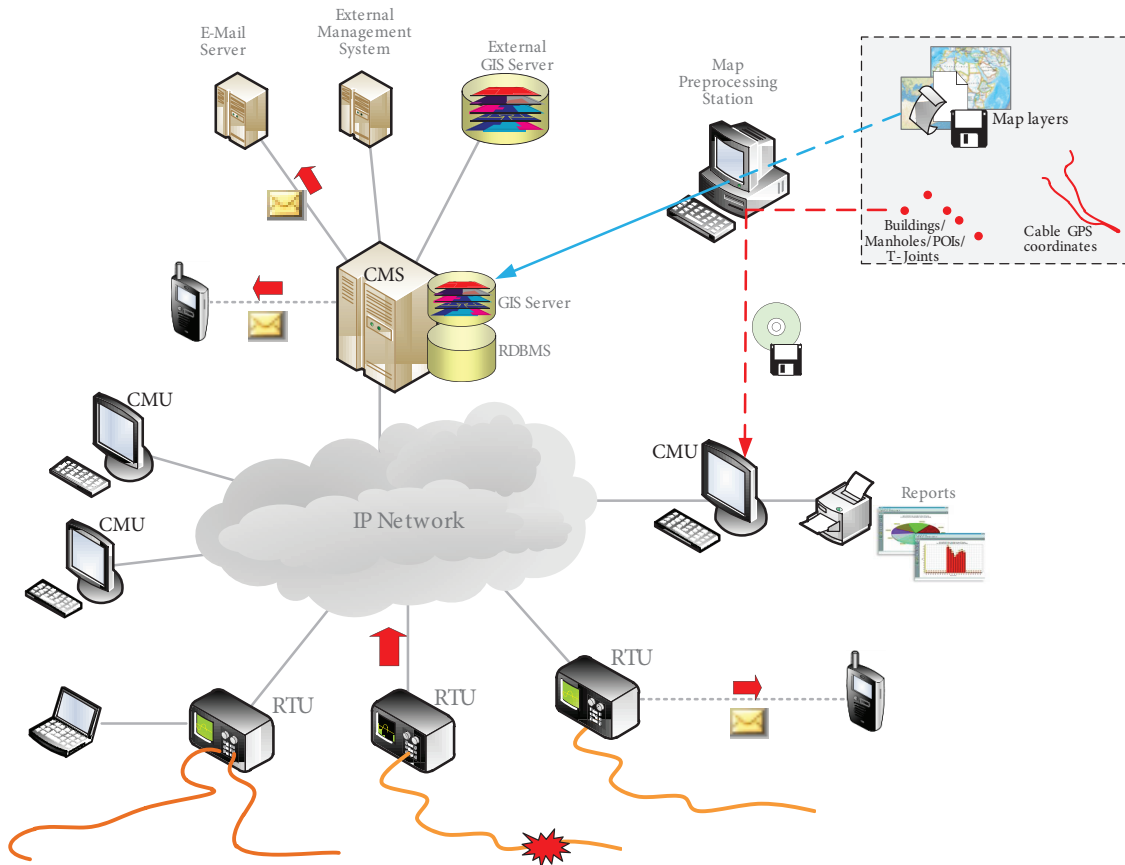 E-Mail
Server
External
Management
System
External
GIS Server
Map
Preprocessing
Station
Map layers
Buildings/
Manholes/POIs/
T-Joints
Cable GPS
coordinates
CMS
GIS Server
RDBMS
CMU
CMU
CMU
IP Network
Reports
RTU
RTU
RTU